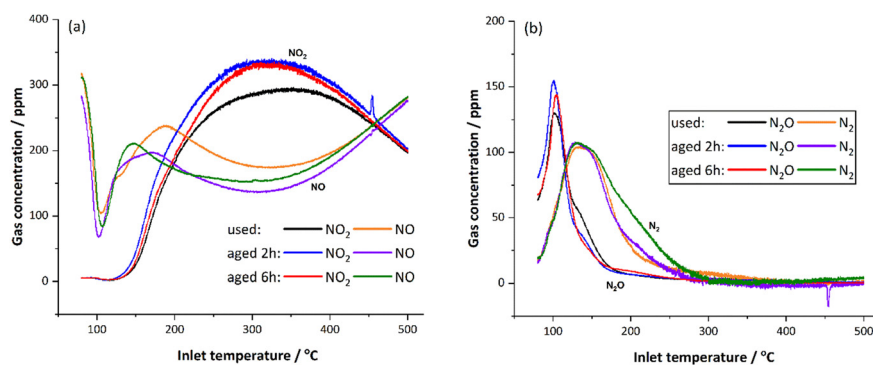 (a)
400
300
200
100
0
Gas concentration / ppm
NO2
NO
used: NO2 NO
aged 2h: NO2 NO
aged 6h: NO2 NO
100 200 300 400 500
Inlet temperature / °C
(b)
200
150
100
50
0
-50
Gas concentration / ppm
used: N2O N2
aged 2h: N2O N2
aged 6h: N2O N2
N2
N2O
0 100 200 300 400 500
Inlet temperature / °C